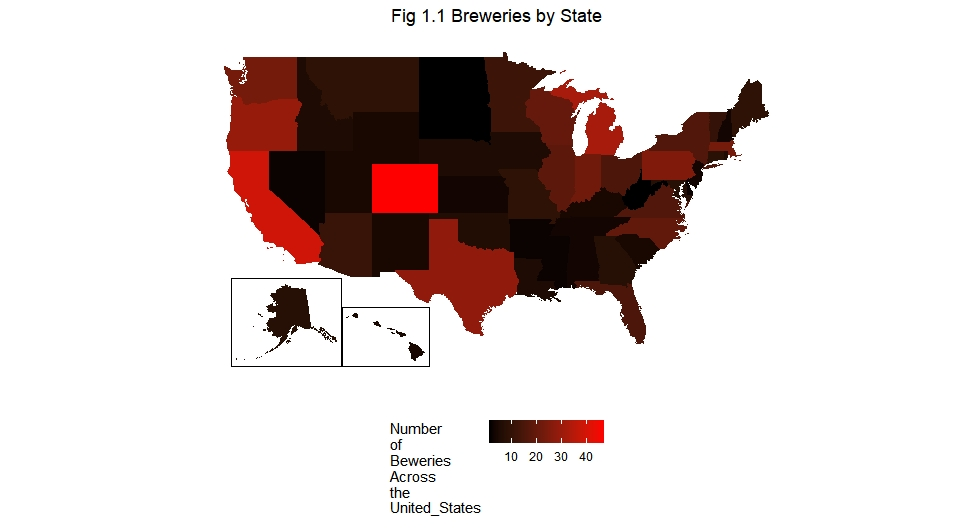 Fig 1.1 Breweries by State
Number
of
Beweries
Across
the
United_States
10 20 30 40